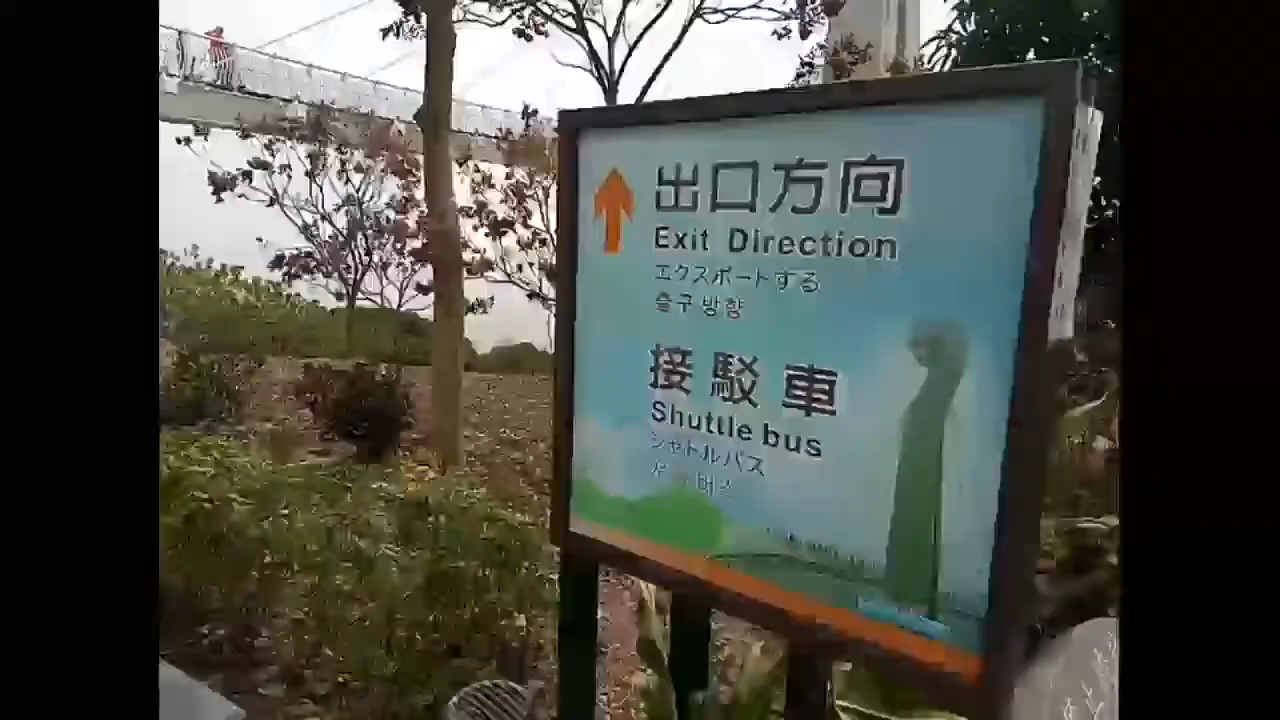 出口方向
Exit Direction
エクスポートする
출구 방향
接駁車
Shuttle bus
シャトルバス